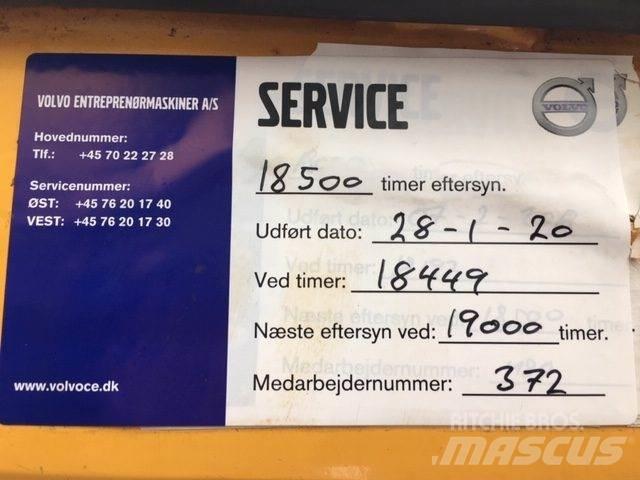 VOLVO ENTREPRENØRMASKINER A/S
Hovednummer:
Tlf.: +45 70 22 27 28
Servicenummer:
ØST: +45 76 20 17 40
VEST: +45 76 20 17 30
www.volvoce.dk
SERVICE
VOLVO
18500 timer eftersyn.
Udført dato: 28-1-20
Ved timer: 18449
Næste eftersyn ved: 19000 timer.
Medarbejdernummer: 372
RITCHIE BROS.
MASCUS